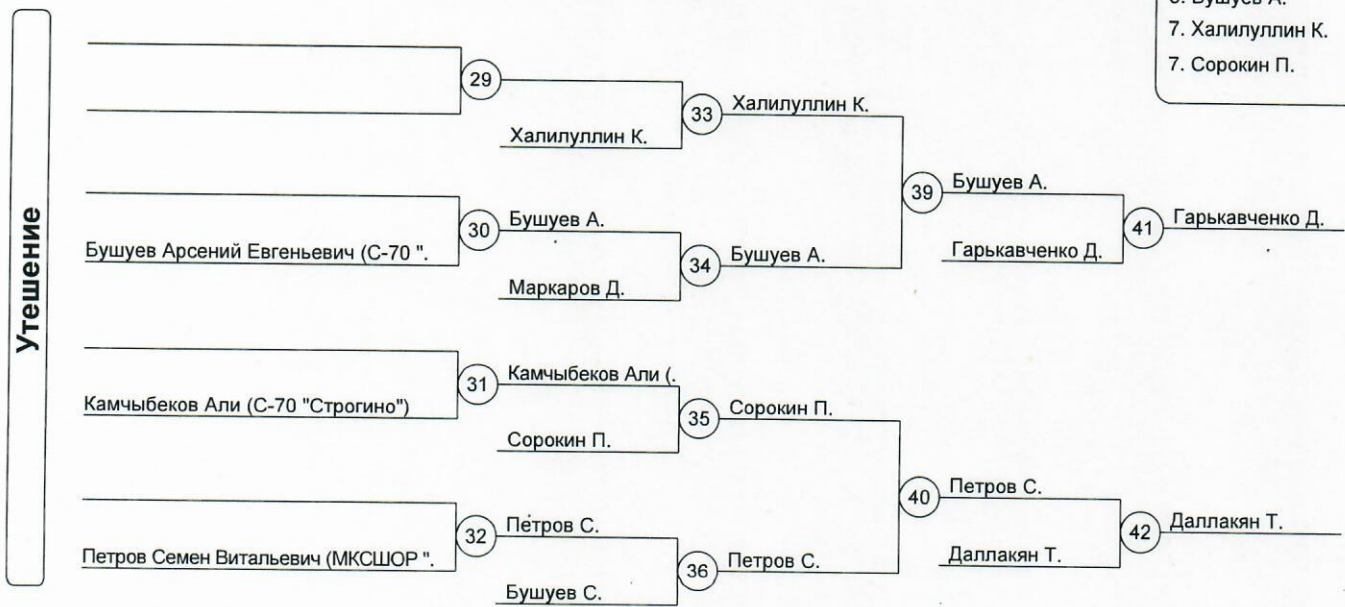 Утешение
Бушуев А.
7. Халилуллин К.
7. Сорокин П.
29
33
Халилуллин К.
Халилуллин К.
39
Бушуев А.
30
Бушуев А.
Бушуев Арсений Евгеньевич (С-70 ".
34
Бушуев А.
Маркаров Д.
Гарькавченко Д.
41
Гарькавченко Д.
31
Камчыбеков Али (.
Камчыбеков Али (С-70 "Строгино")
35
Сорокин П.
Сорокин П.
40
Петров С.
32
Петров С.
Петров Семен Витальевич (МКСШОР ".
36
Петров С.
Бушуев С.
Даллакян Т.
42
Даллакян Т.